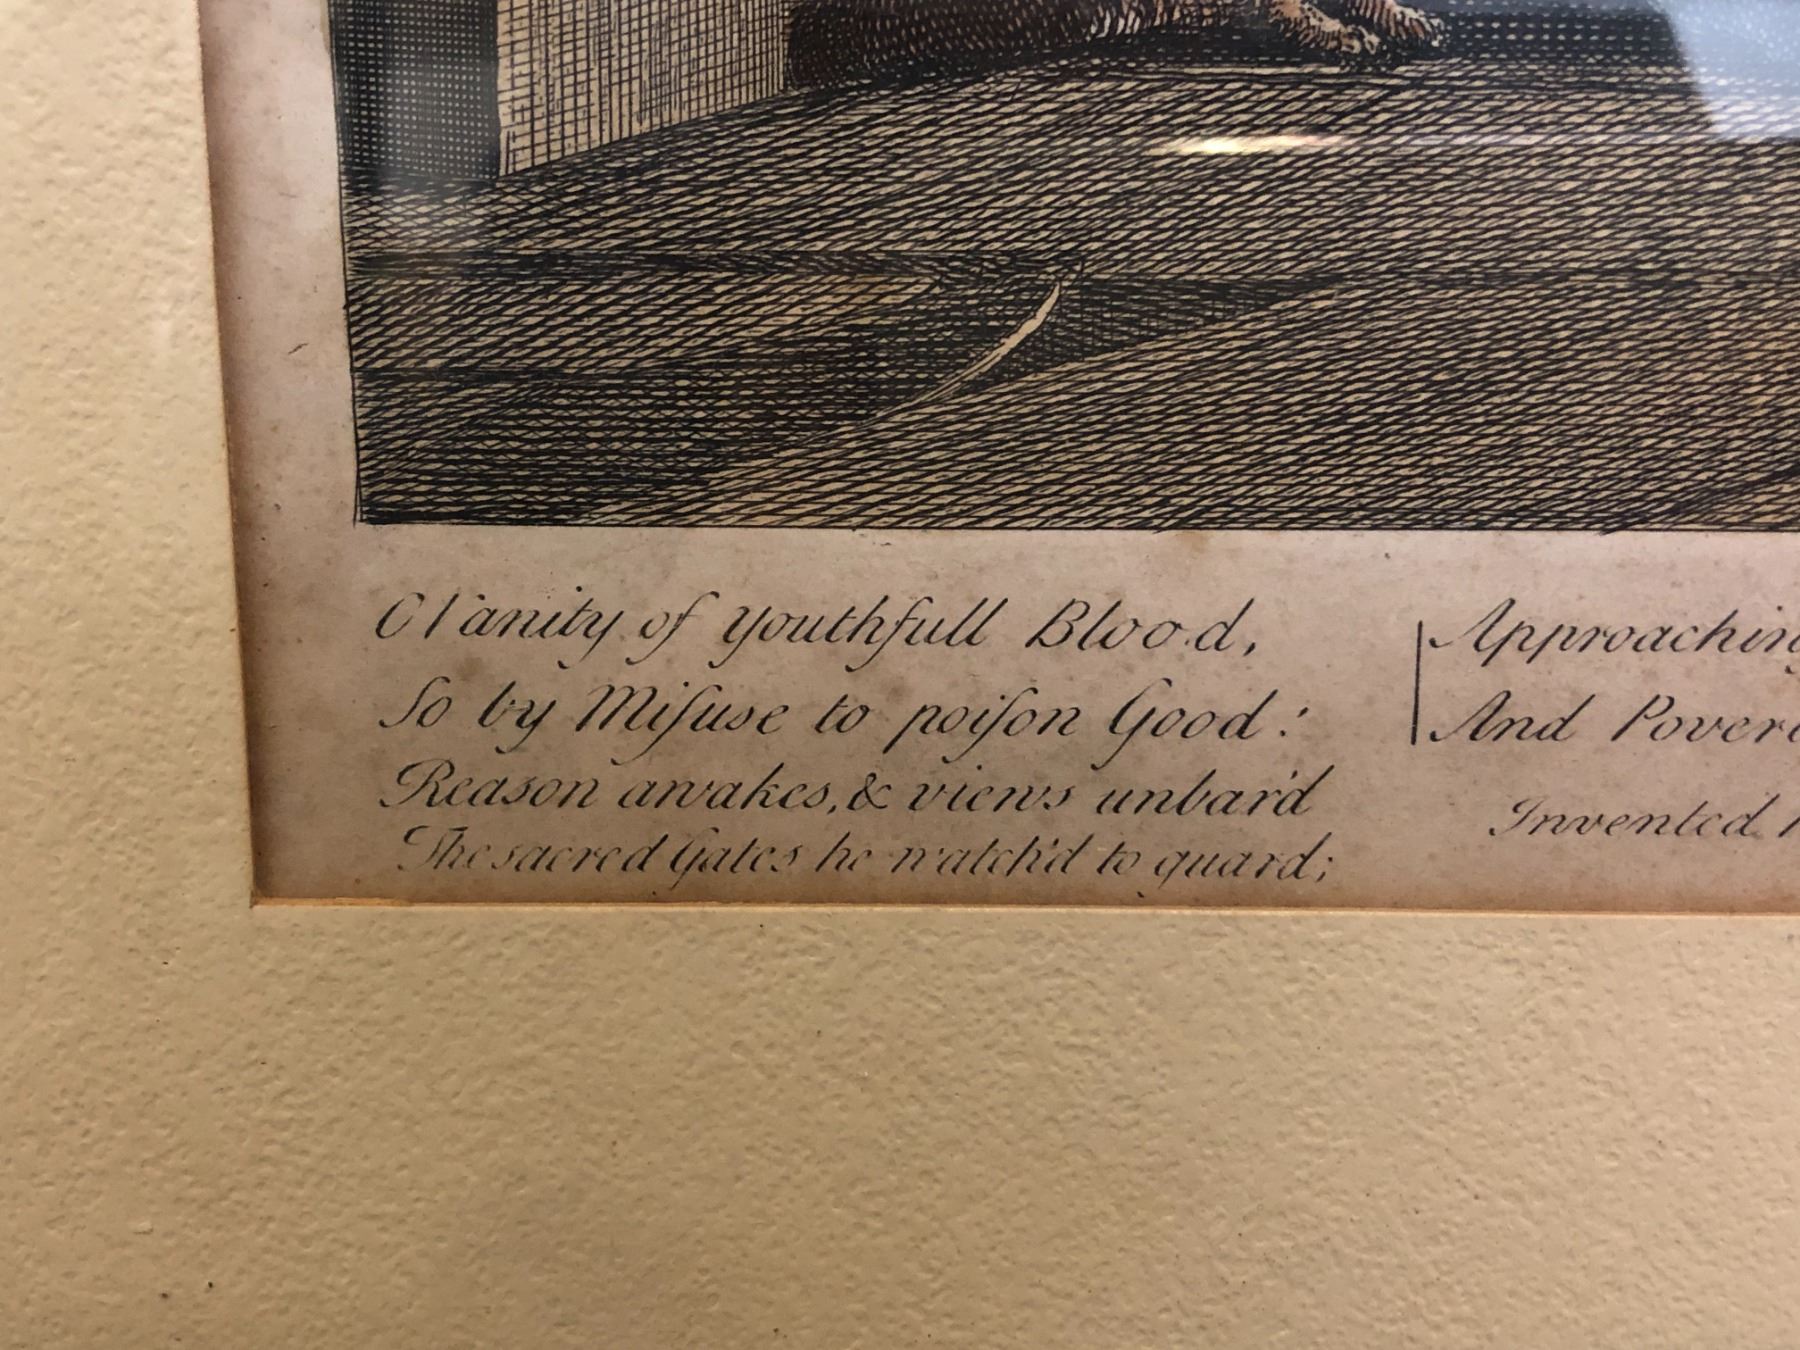 O Vanity of youthfull Blood,
So by Misuse to poison Good:
Reason awakes, & views unbar'd
The sacred Gates he watch'd to guard;
Approaching
And
Invented